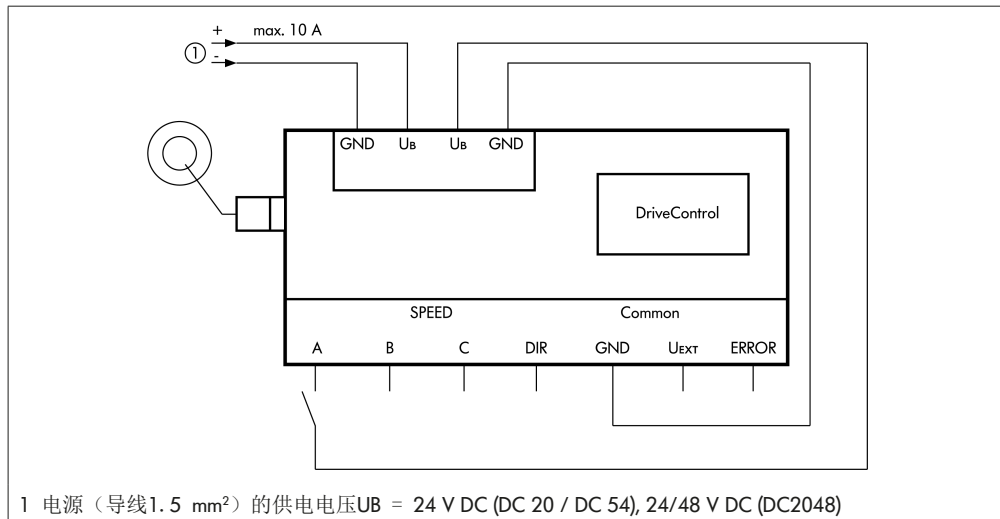 + max. 10 A
① -
GND UB UB GND
DriveControl
SPEED Common
A B C DIR GND UEXT ERROR
1 电源（导线1.5 mm²）的供电电压UB = 24 V DC (DC 20 / DC 54), 24/48 V DC (DC2048)